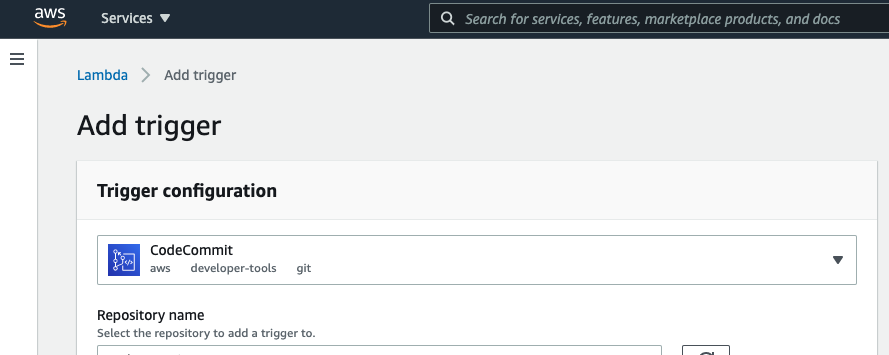 aws Services Search for services, features, marketplace products, and docs
Lambda Add trigger
Add trigger
Trigger configuration
CodeCommit
aws developer-tools git
Repository name
Select the repository to add a trigger to.